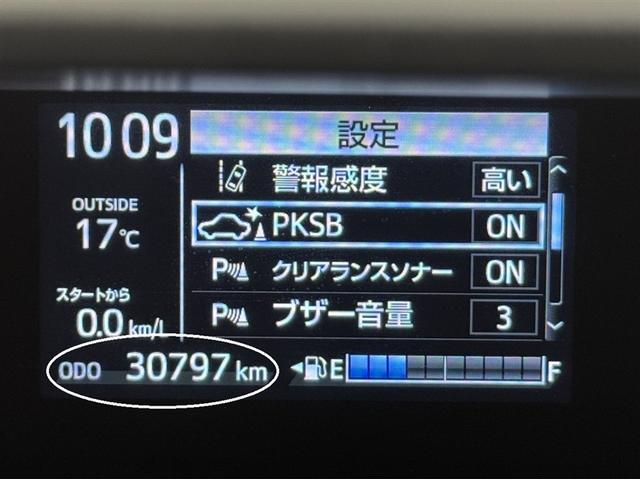 10 09
設定
警報感度 高い
OUTSIDE
17℃
PKSB ON
クリアランスソナー ON
スタートから
0.0 km/l
ブザー音量 3
ODO 30797 km
E F